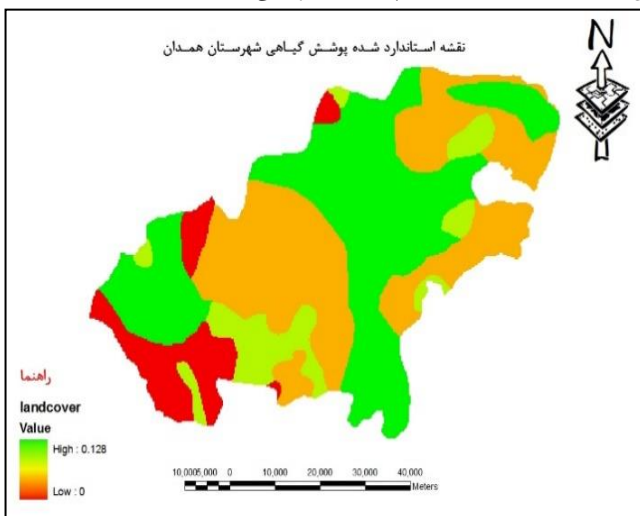 نقشه استاندارد شده پوشش گیاهی شهرستان همدان
N
راهنما
landcover
Value
High : 0.128
Low : 0
10,0005,000 0 10,000 20,000 30,000 40,000
Meters